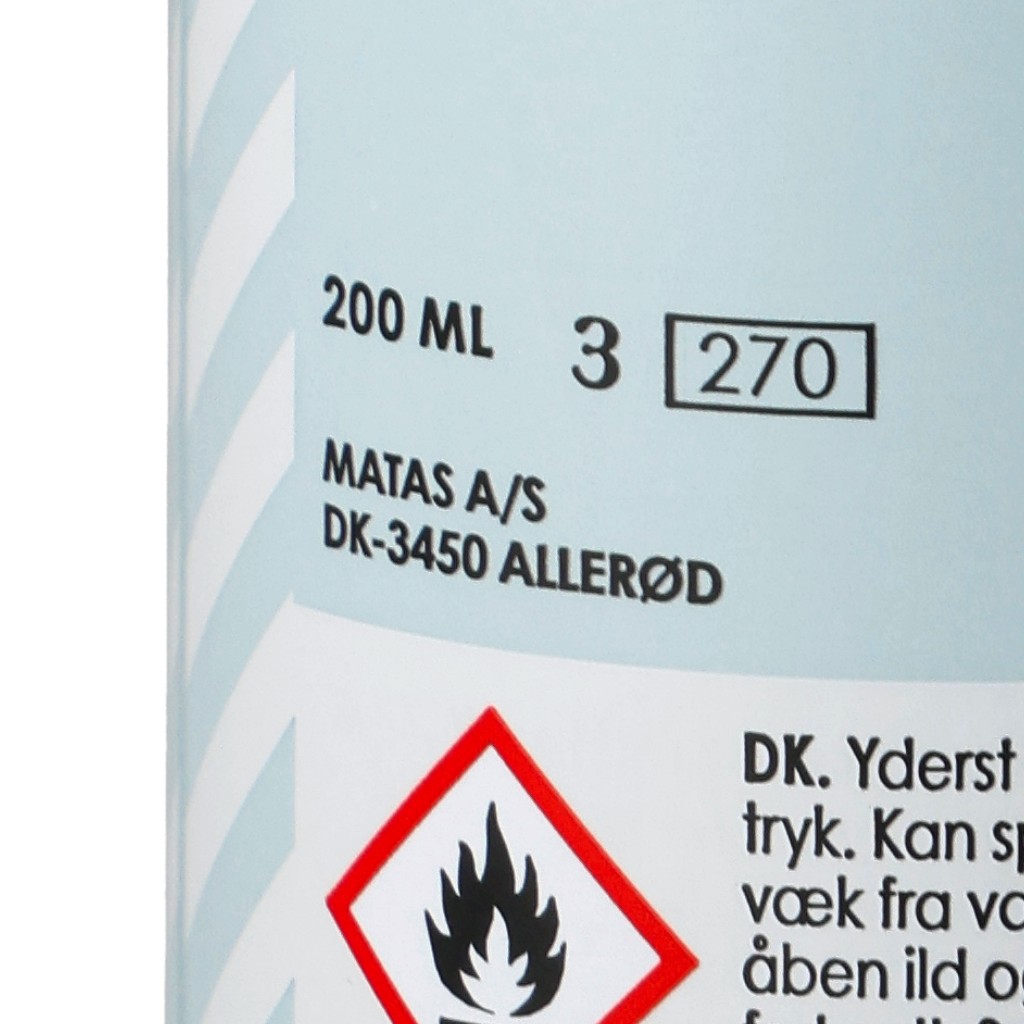 200 ML 3 270
MATAS A/S
DK-3450 ALLERØD
DK. Yderst
tryk. Kan
væk fra
åben ild